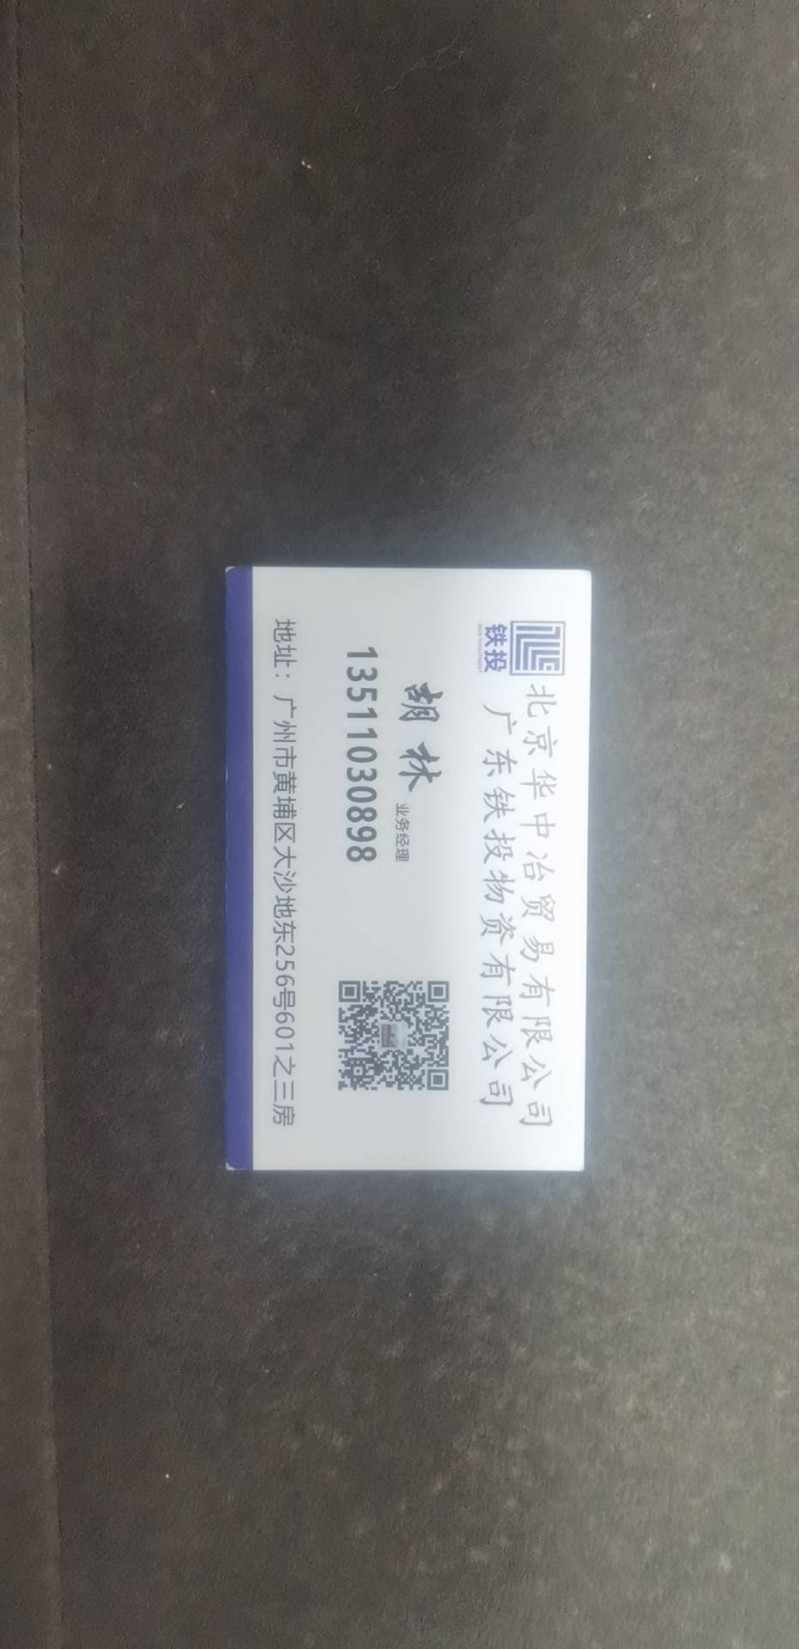 北京华中冶贸易有限公司
铁投
广东铁投物资有限公司
胡林 业务经理
13511030898
地址：广州市黄埔区大沙地东256号601之三房